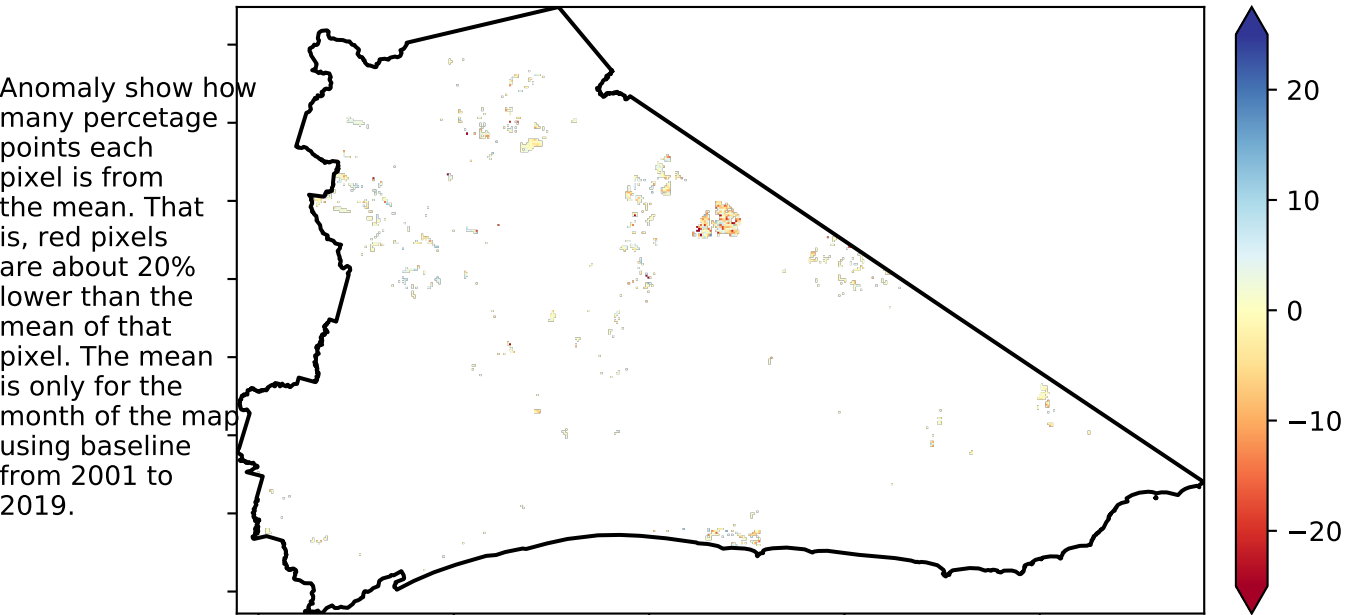 Anomaly show how
many percetage
points each
pixel is from
the mean. That
is, red pixels
are about 20%
lower than the
mean of that
pixel. The mean
is only for the
month of the map
using baseline
from 2001 to
2019.
20
10
0
−10
−20